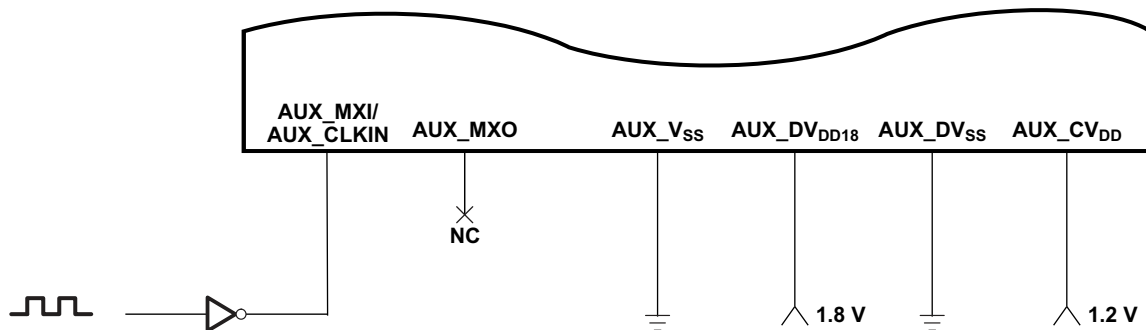 AUX_MXI/
AUX_CLKIN
AUX_MXO
AUX_VSS
AUX_DVDD18
AUX_DVSS
AUX_CVDD
NC
1.8 V
1.2 V